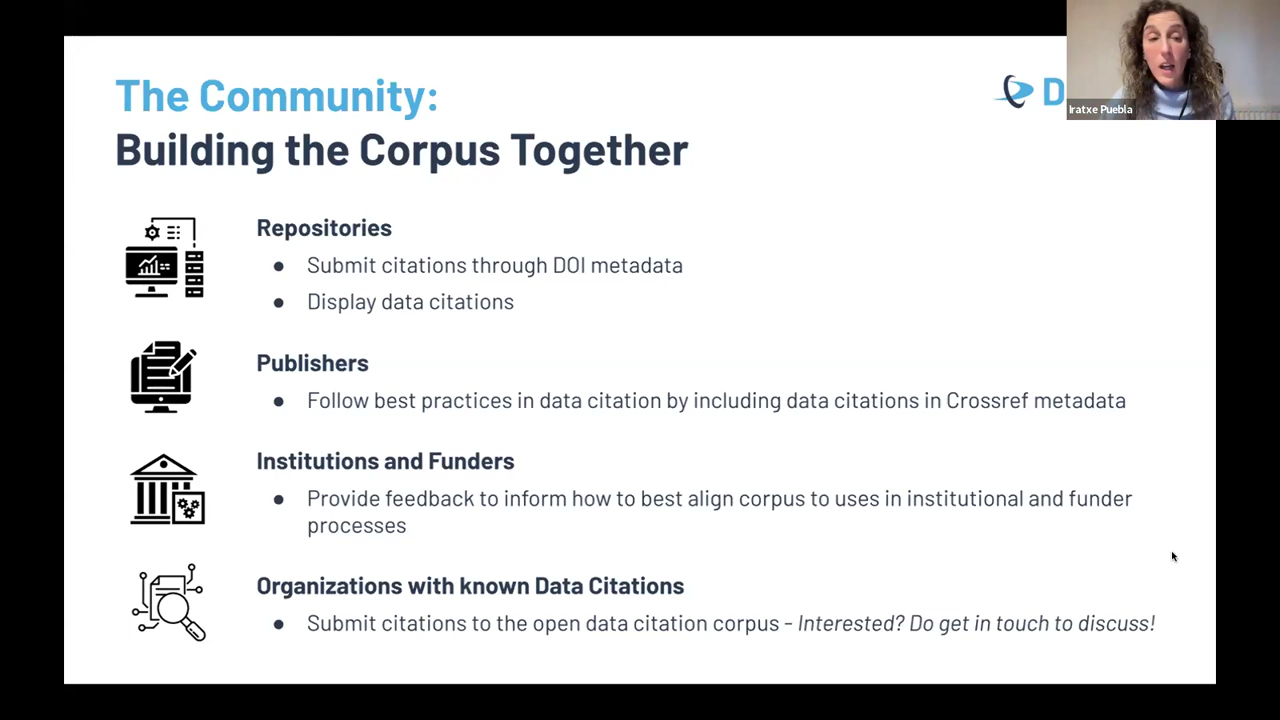 The Community:
Building the Corpus Together
D
Iratxe Puebla
Repositories
● Submit citations through DOI metadata
● Display data citations
Publishers
● Follow best practices in data citation by including data citations in Crossref metadata
Institutions and Funders
● Provide feedback to inform how to best align corpus to uses in institutional and funder
processes
Organizations with known Data Citations
● Submit citations to the open data citation corpus - Interested? Do get in touch to discuss!